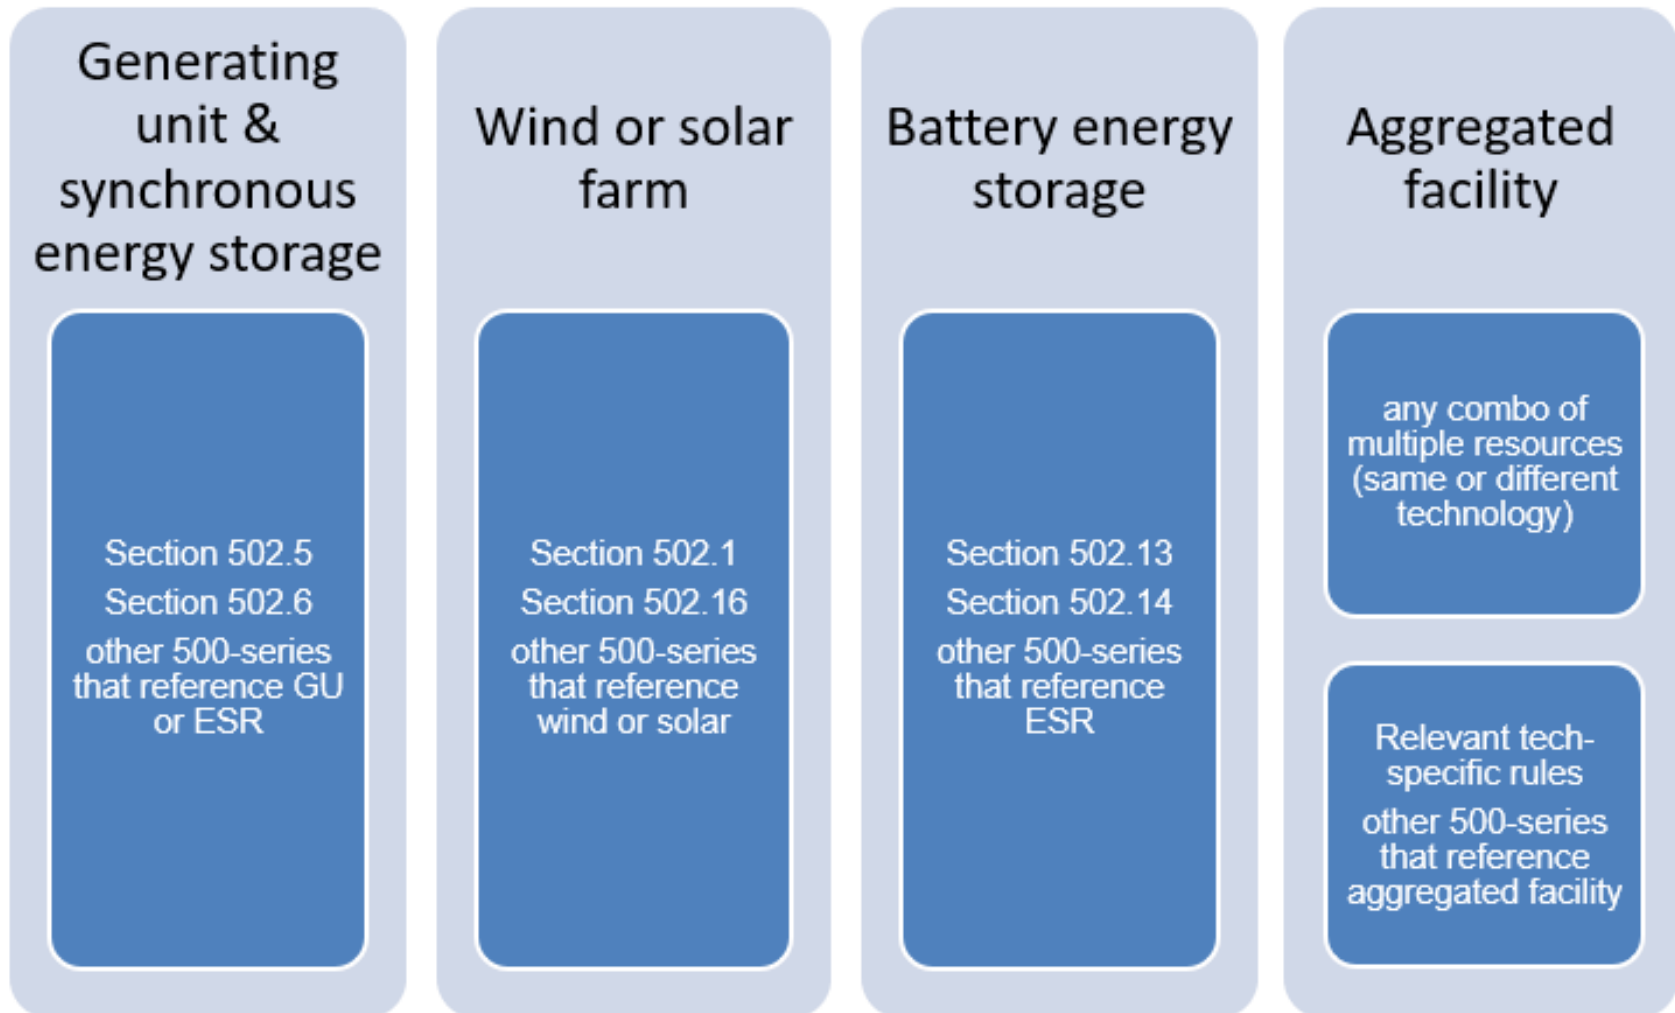 Generating
unit &
synchronous
energy storage
Section 502.5
Section 502.6
other 500-series
that reference GU
or ESR
Wind or solar
farm
Section 502.1
Section 502.16
other 500-series
that reference
wind or solar
Battery energy
storage
Section 502.13
Section 502.14
other 500-series
that reference
ESR
Aggregated
facility
any combo of
multiple resources
(same or different
technology)
Relevant tech-
specific rules
other 500-series
that reference
aggregated facility